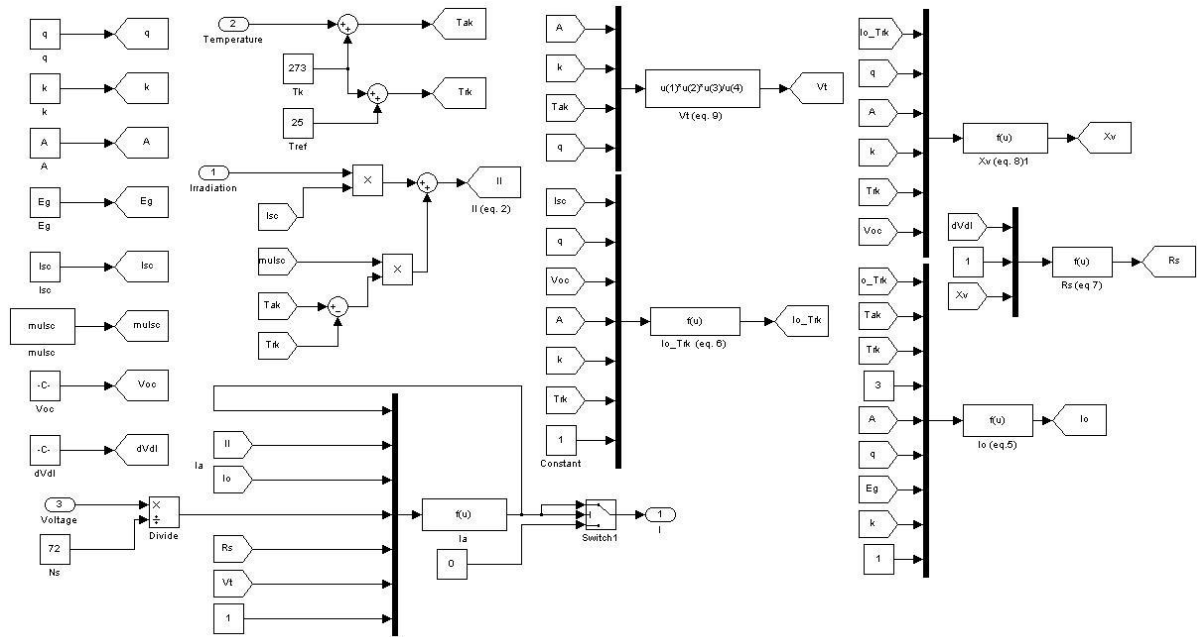 q
q
q
k
k
k
A
A
A
Eg
Eg
Eg
Isc
Isc
Isc
muIsc
muIsc
muIsc
-C-
Voc
Voc
-C-
dVdI
dVdI
2
Temperature
+
+
Tak
273
Tk
+
+
Trk
25
Tref
1
Irradiation
×
+
+
Il
Il (eq. 2)
Isc
muIsc
×
Tak
+
−
Trk
A
k
Tak
q
u(1)*u(2)*u(3)/u(4)
Vt (eq. 9)
Vt
Isc
q
Voc
A
k
Trk
1
Constant
f(u)
Io_Trk (eq. 6)
Io_Trk
Io_Trk
q
A
k
Trk
Voc
f(u)
Xv (eq. 8)1
Xv
dVdI
1
Xv
f(u)
Rs (eq 7)
Rs
o_Trk
Tak
Trk
3
A
q
Eg
k
1
f(u)
Io (eq.5)
Io
Ia
Il
Io
3
Voltage
×
÷
Divide
72
Ns
Rs
Vt
1
f(u)
Ia
0
Switch1
1
I